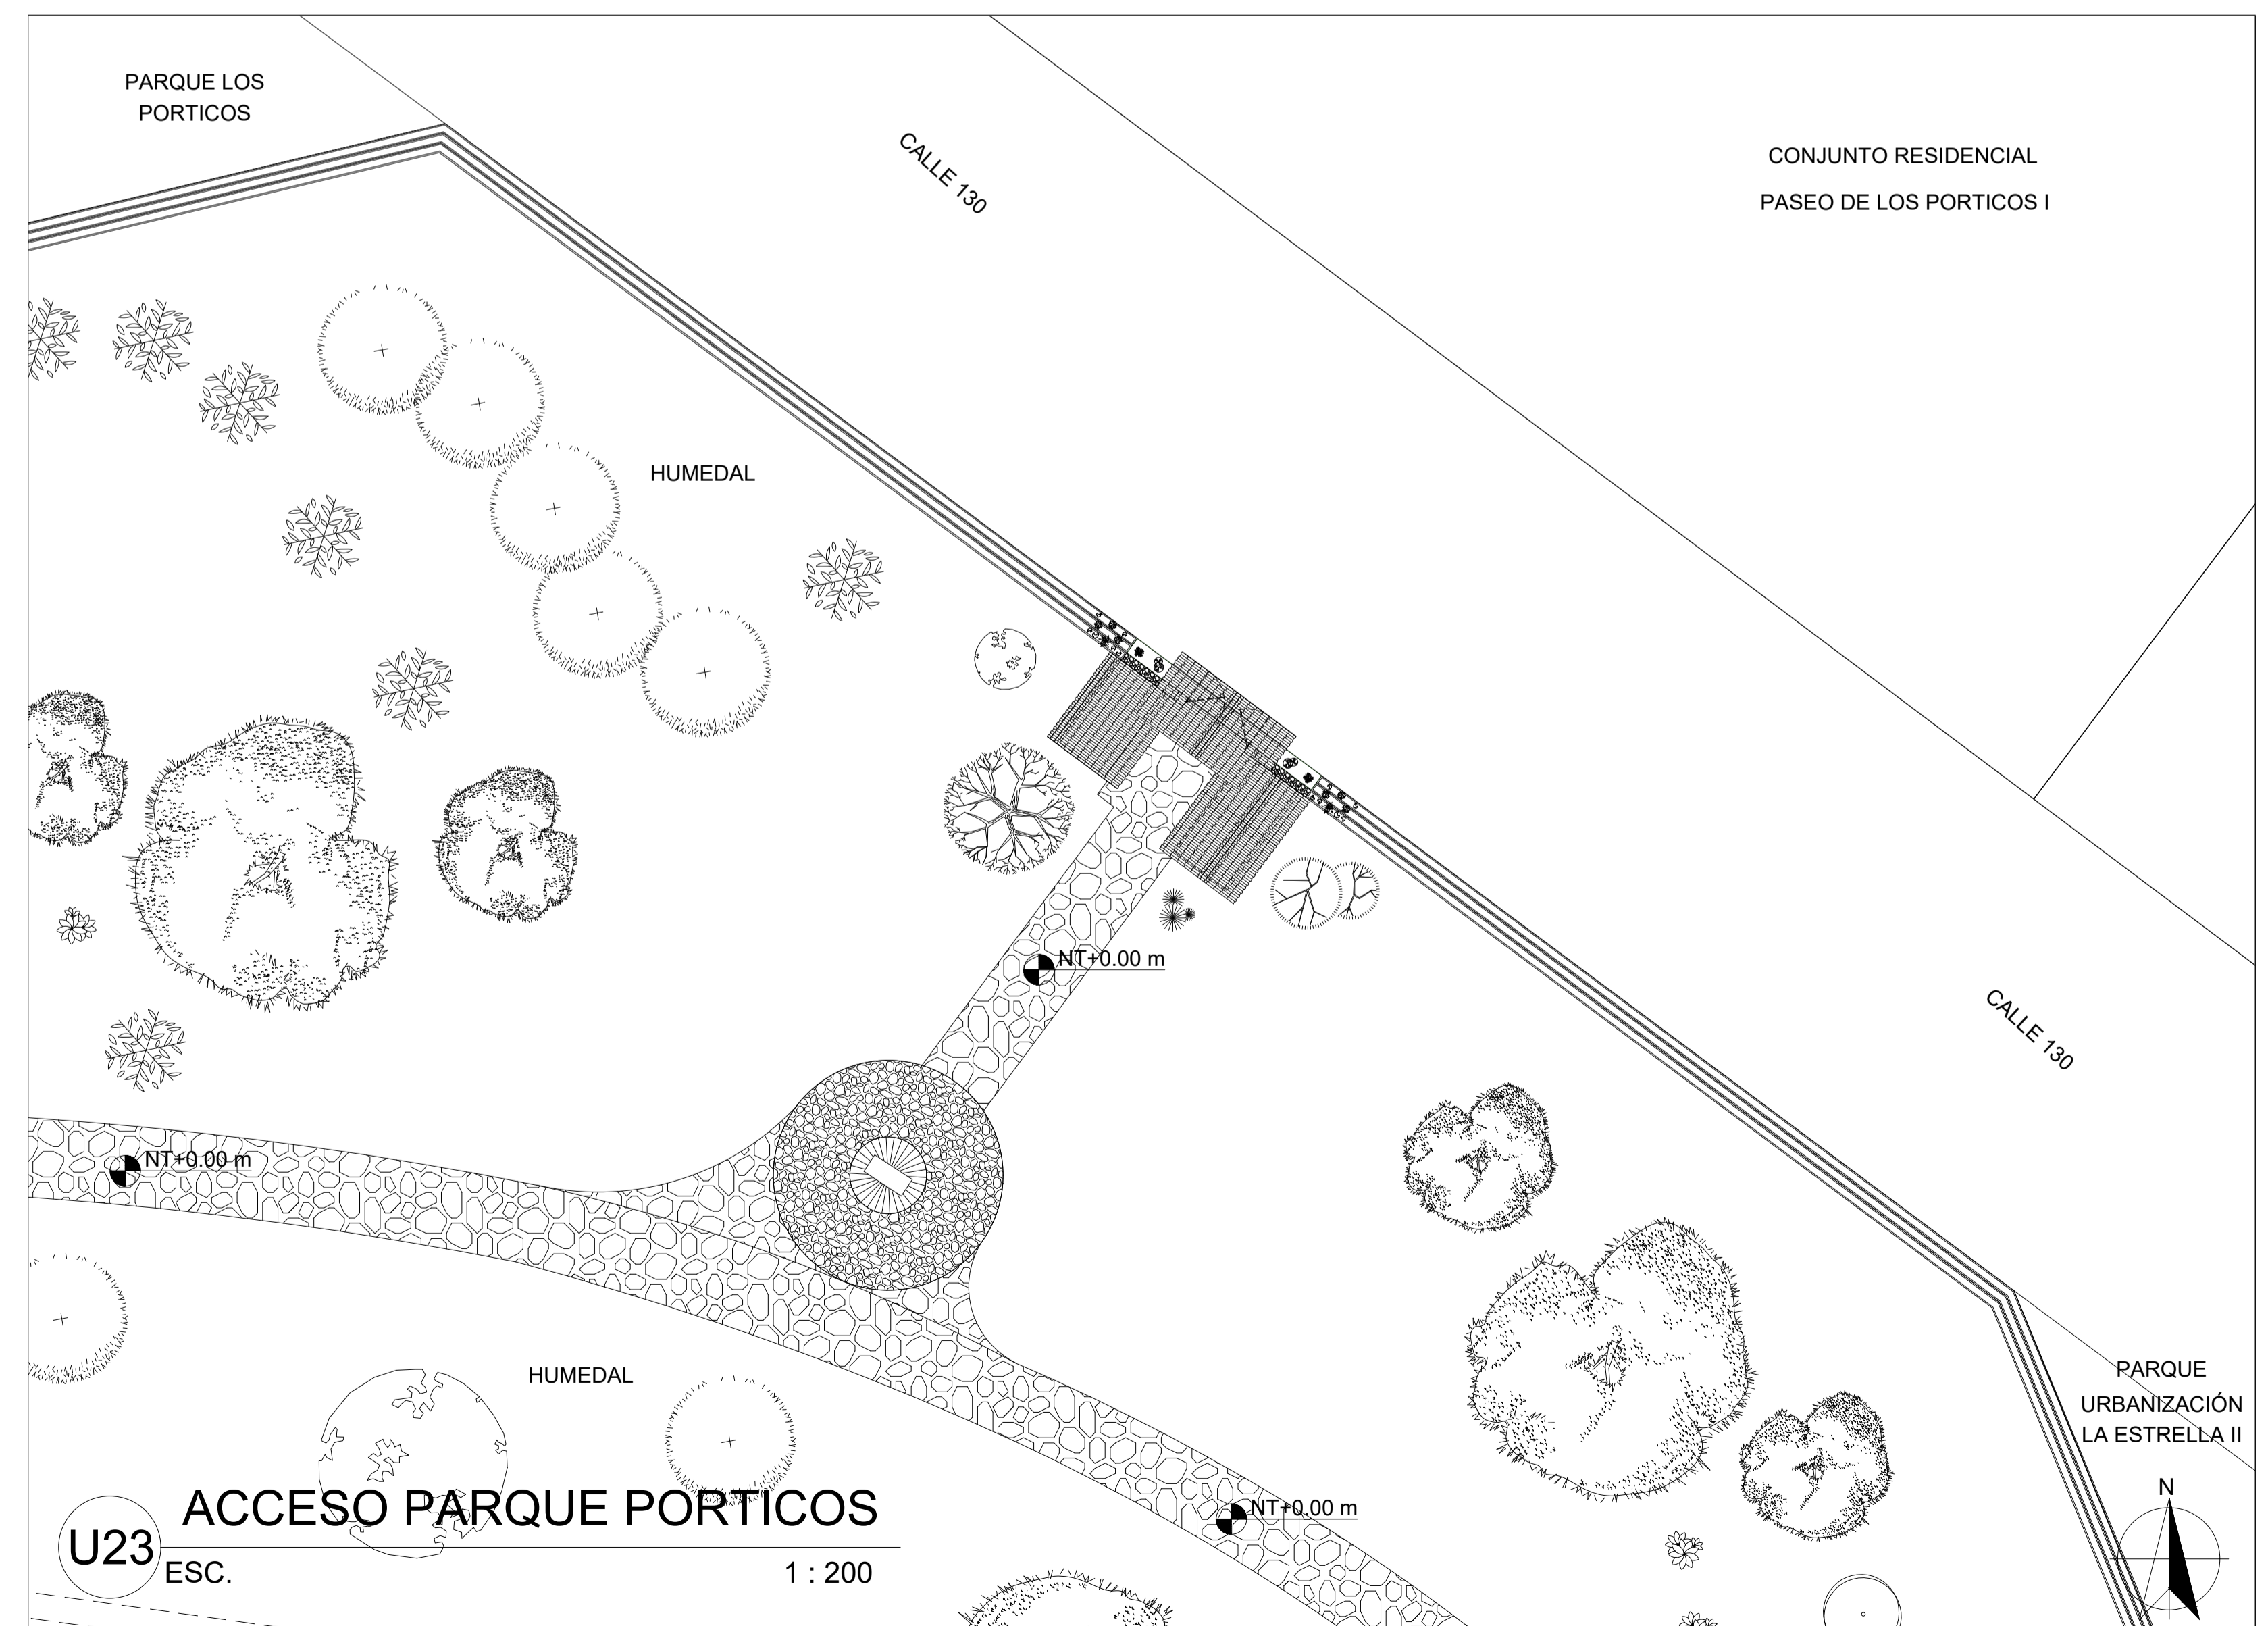 PARQUE LOS
PORTICOS
CALLE 130
CONJUNTO RESIDENCIAL
PASEO DE LOS PORTICOS I
HUMEDAL
NT+0.00 m
CALLE 130
NT+0.00 m
HUMEDAL
PARQUE
URBANIZACIÓN
LA ESTRELLA II
N
NT+0.00 m
U23
ACCESO PARQUE PORTICOS
ESC.
1 : 200